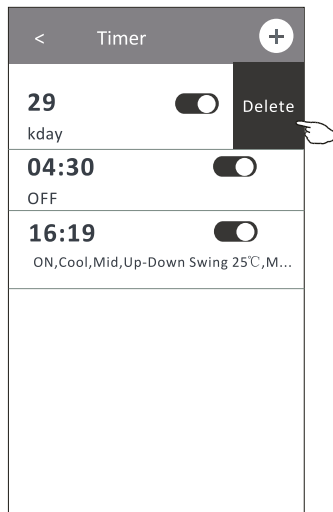 < Timer +
29 Delete
kday
04:30
OFF
16:19
ON,Cool,Mid,Up-Down Swing 25℃,M...